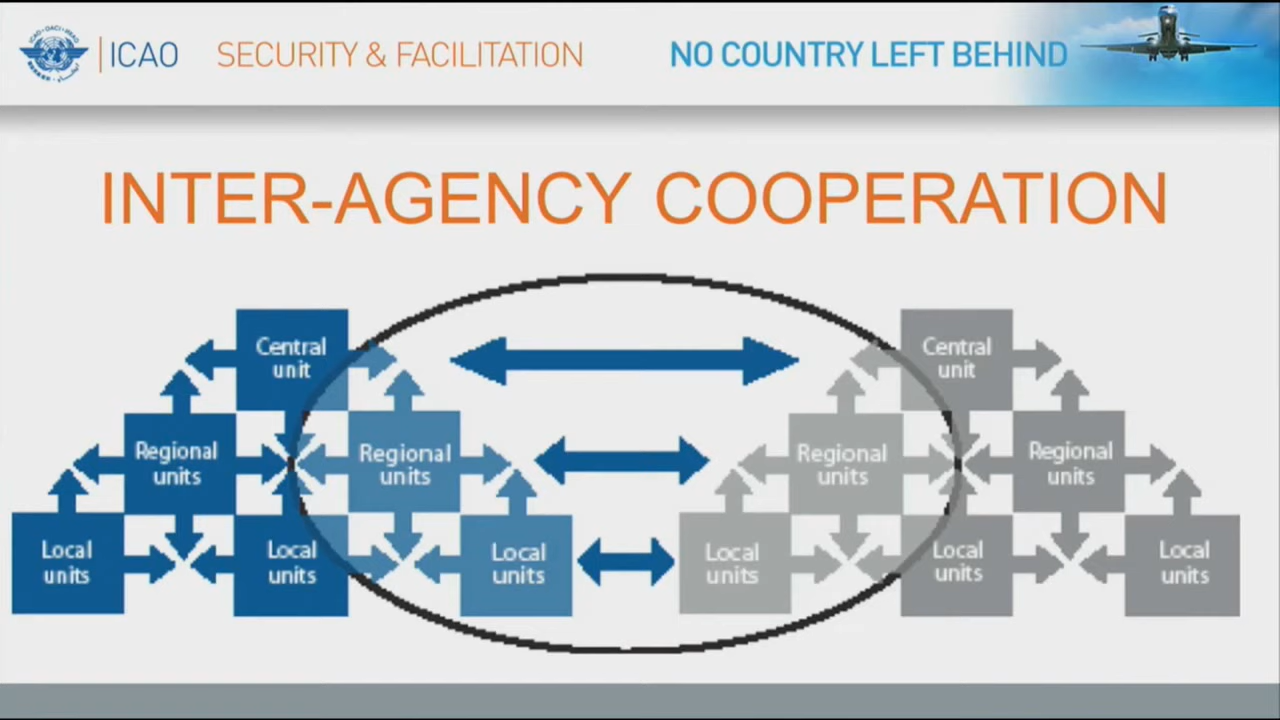 ICAO SECURITY & FACILITATION NO COUNTRY LEFT BEHIND
INTER-AGENCY COOPERATION
Central
unit
Central
unit
Regional
units
Regional
units
Regional
units
Regional
units
Local
units
Local
units
Local
units
Local
units
Local
units
Local
units